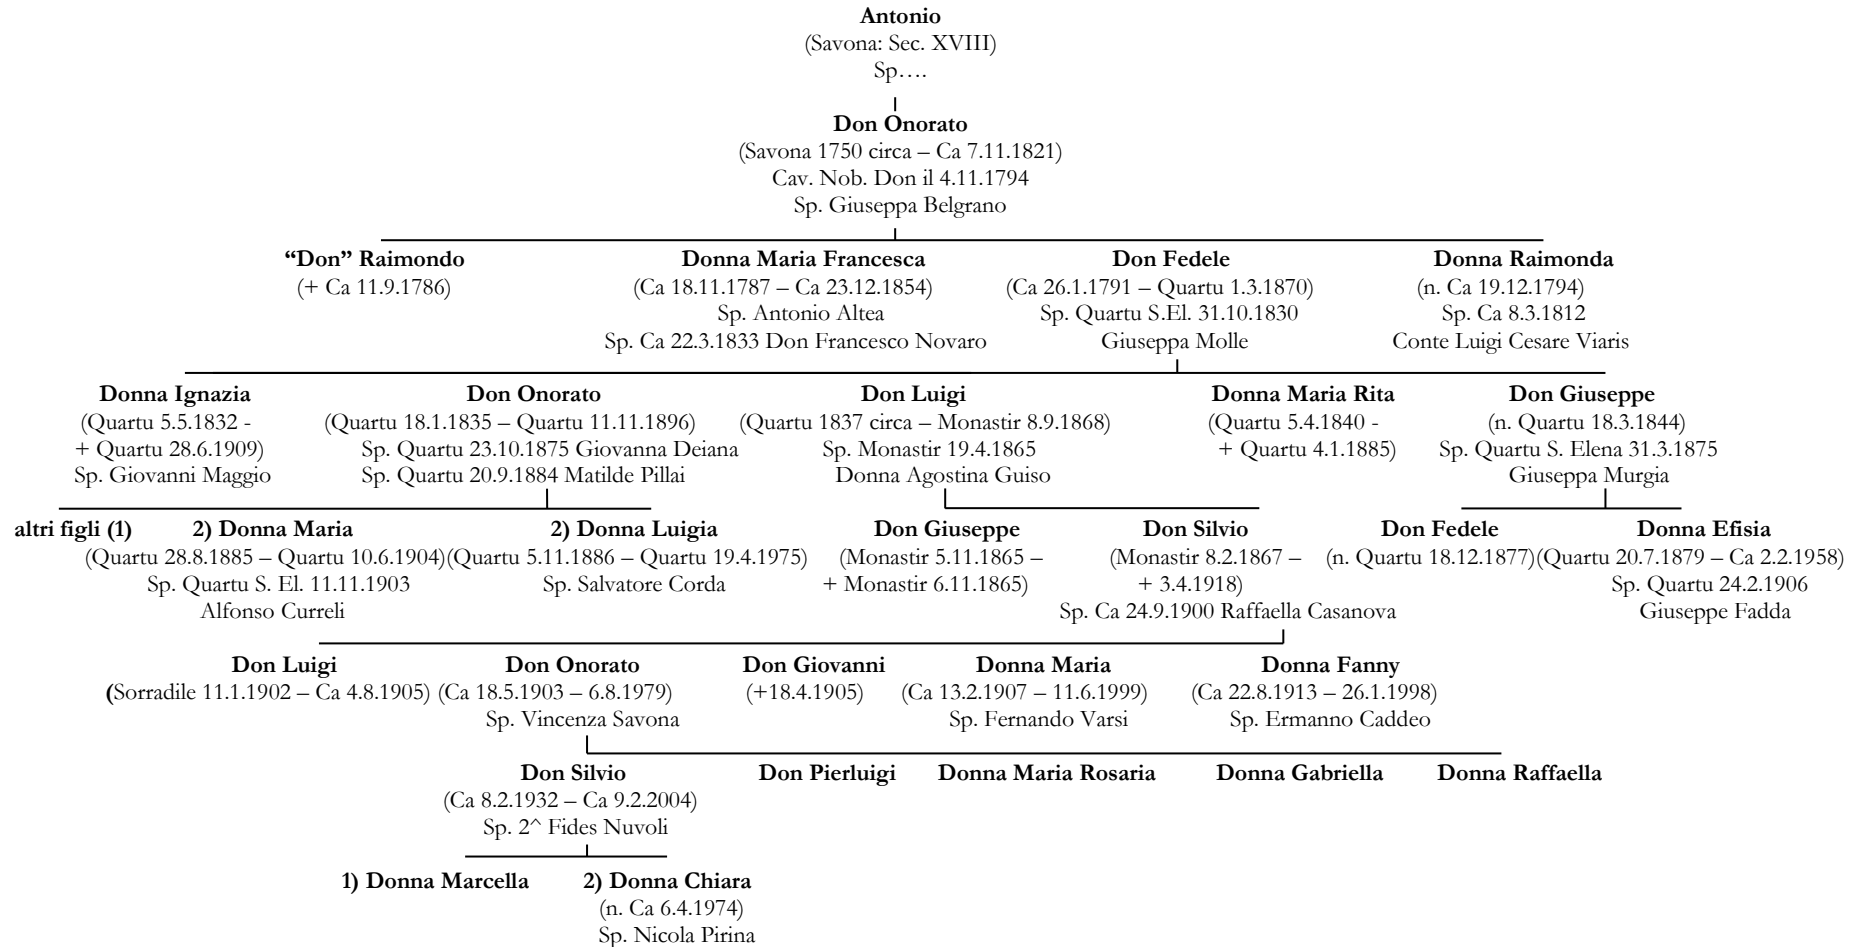 Antonio
(Savona: Sec. XVIII)
Sp….
Don Onorato
(Savona 1750 circa – Ca 7.11.1821)
Cav. Nob. Don il 4.11.1794
Sp. Giuseppa Belgrano
“Don” Raimondo
(+ Ca 11.9.1786)
Donna Maria Francesca
(Ca 18.11.1787 – Ca 23.12.1854)
Sp. Antonio Altea
Sp. Ca 22.3.1833 Don Francesco Novaro
Don Fedele
(Ca 26.1.1791 – Quartu 1.3.1870)
Sp. Quartu S.El. 31.10.1830
Giuseppa Molle
Donna Raimonda
(n. Ca 19.12.1794)
Sp. Ca 8.3.1812
Conte Luigi Cesare Viaris
Donna Ignazia
(Quartu 5.5.1832 -
+ Quartu 28.6.1909)
Sp. Giovanni Maggio
Don Onorato
(Quartu 18.1.1835 – Quartu 11.11.1896)
Sp. Quartu 23.10.1875 Giovanna Deiana
Sp. Quartu 20.9.1884 Matilde Pillai
Don Luigi
(Quartu 1837 circa – Monastir 8.9.1868)
Sp. Monastir 19.4.1865
Donna Agostina Guiso
Donna Maria Rita
(Quartu 5.4.1840 -
+ Quartu 4.1.1885)
Don Giuseppe
(n. Quartu 18.3.1844)
Sp. Quartu S. Elena 31.3.1875
Giuseppa Murgia
altri figli (1)
2) Donna Maria
(Quartu 28.8.1885 – Quartu 10.6.1904)
Sp. Quartu S. El. 11.11.1903
Alfonso Curreli
2) Donna Luigia
(Quartu 5.11.1886 – Quartu 19.4.1975)
Sp. Salvatore Corda
Don Giuseppe
(Monastir 5.11.1865 –
+ Monastir 6.11.1865)
Don Silvio
(Monastir 8.2.1867 –
+ 3.4.1918)
Sp. Ca 24.9.1900 Raffaella Casanova
Don Fedele
(n. Quartu 18.12.1877)
Donna Efisia
(Quartu 20.7.1879 – Ca 2.2.1958)
Sp. Quartu 24.2.1906
Giuseppe Fadda
Don Luigi
(Sorradile 11.1.1902 – Ca 4.8.1905)
Don Onorato
(Ca 18.5.1903 – 6.8.1979)
Sp. Vincenza Savona
Don Giovanni
(+18.4.1905)
Donna Maria
(Ca 13.2.1907 – 11.6.1999)
Sp. Fernando Varsi
Donna Fanny
(Ca 22.8.1913 – 26.1.1998)
Sp. Ermanno Caddeo
Don Silvio
(Ca 8.2.1932 – Ca 9.2.2004)
Sp. 2^ Fides Nuvoli
Don Pierluigi
Donna Maria Rosaria
Donna Gabriella
Donna Raffaella
1) Donna Marcella
2) Donna Chiara
(n. Ca 6.4.1974)
Sp. Nicola Pirina